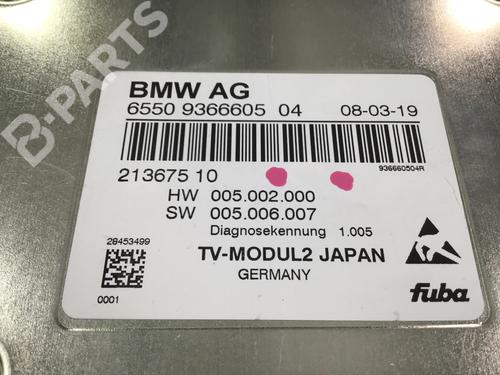 B-PARTS
BMW AG
6550 9366605 04 08-03-19
936660504R
213675 10
HW 005.002.000
SW 005.006.007
Diagnosekennung 1.005
28453499
TV-MODUL2 JAPAN
GERMANY
0001
fuba